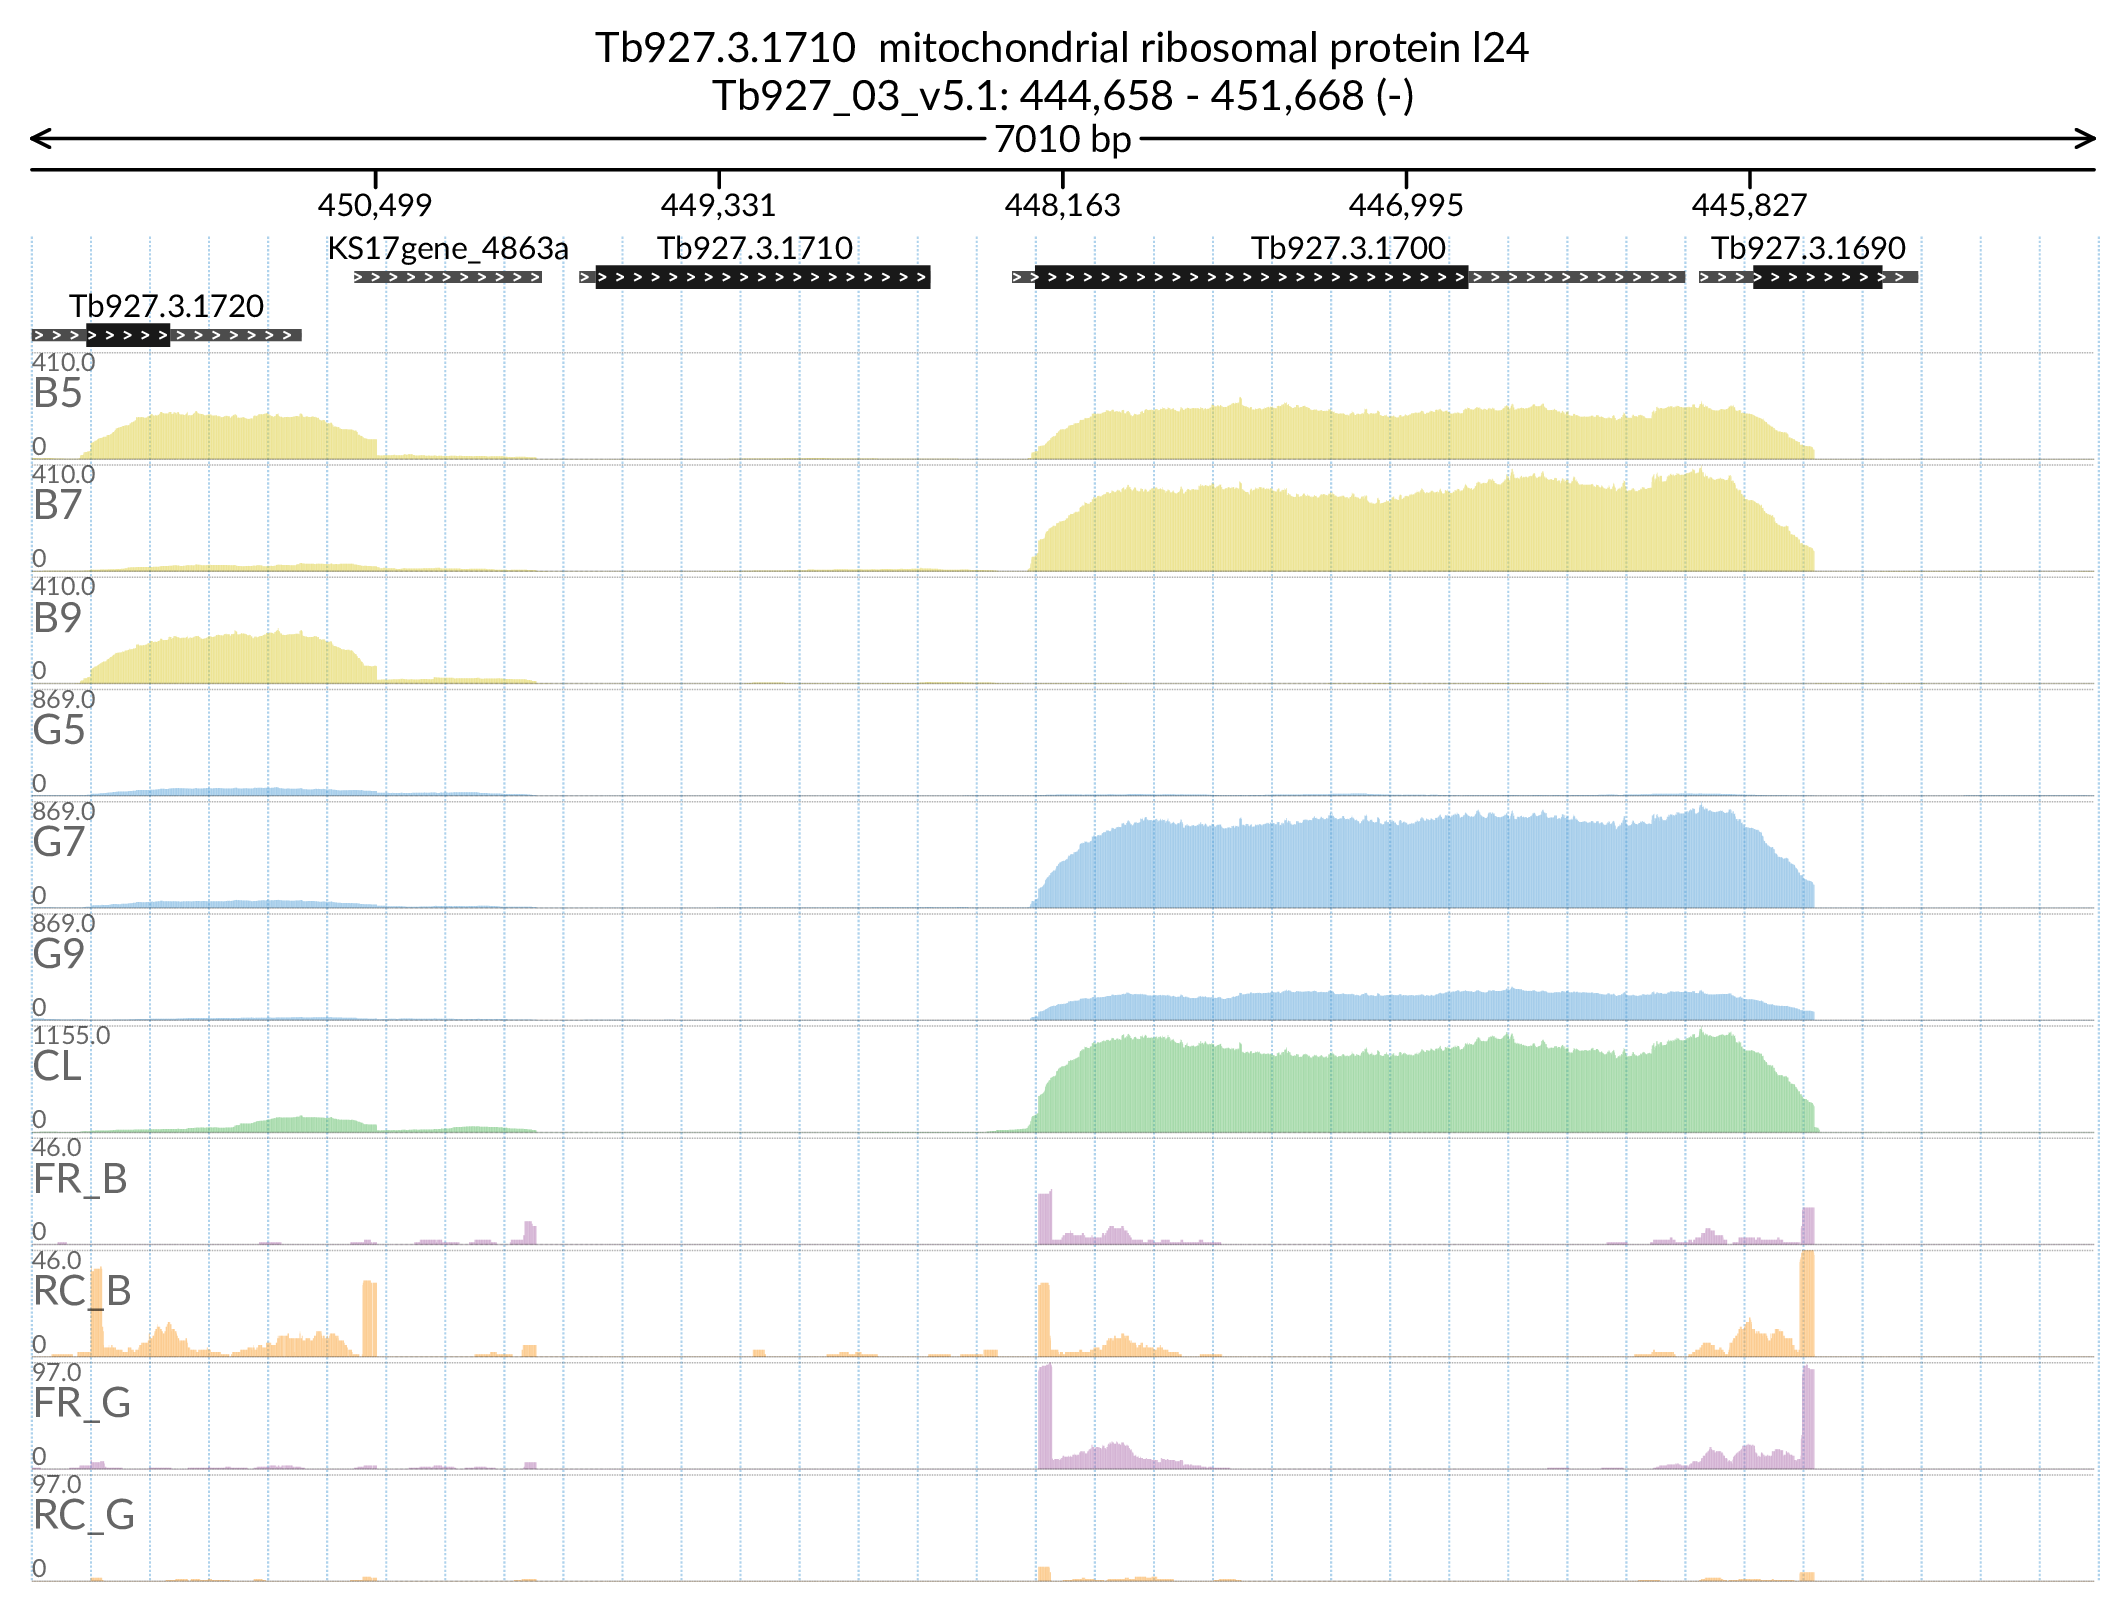 Tb927.3.1710  mitochondrial ribosomal protein l24
Tb927_03_v5.1: 444,658 - 451,668 (-)
7010 bp
450,499 449,331 448,163 446,995 445,827
KS17gene_4863a Tb927.3.1710 Tb927.3.1700 Tb927.3.1690
Tb927.3.1720
410.0
B5
0
410.0
B7
0
410.0
B9
0
869.0
G5
0
869.0
G7
0
869.0
G9
0
1155.0
CL
0
46.0
FR_B
0
46.0
RC_B
0
97.0
FR_G
0
97.0
RC_G
0